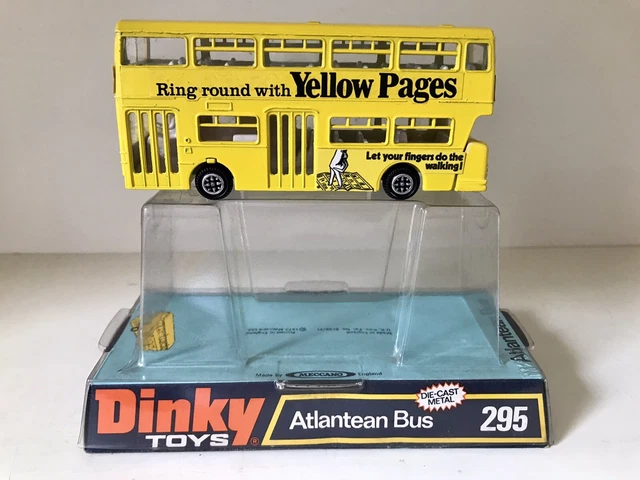 Ring round with Yellow Pages
Let your fingers do the
walking!
Atlantean
Made by MECCANO England
Dinky
TOYS®
Atlantean Bus
DIE-CAST
METAL
295